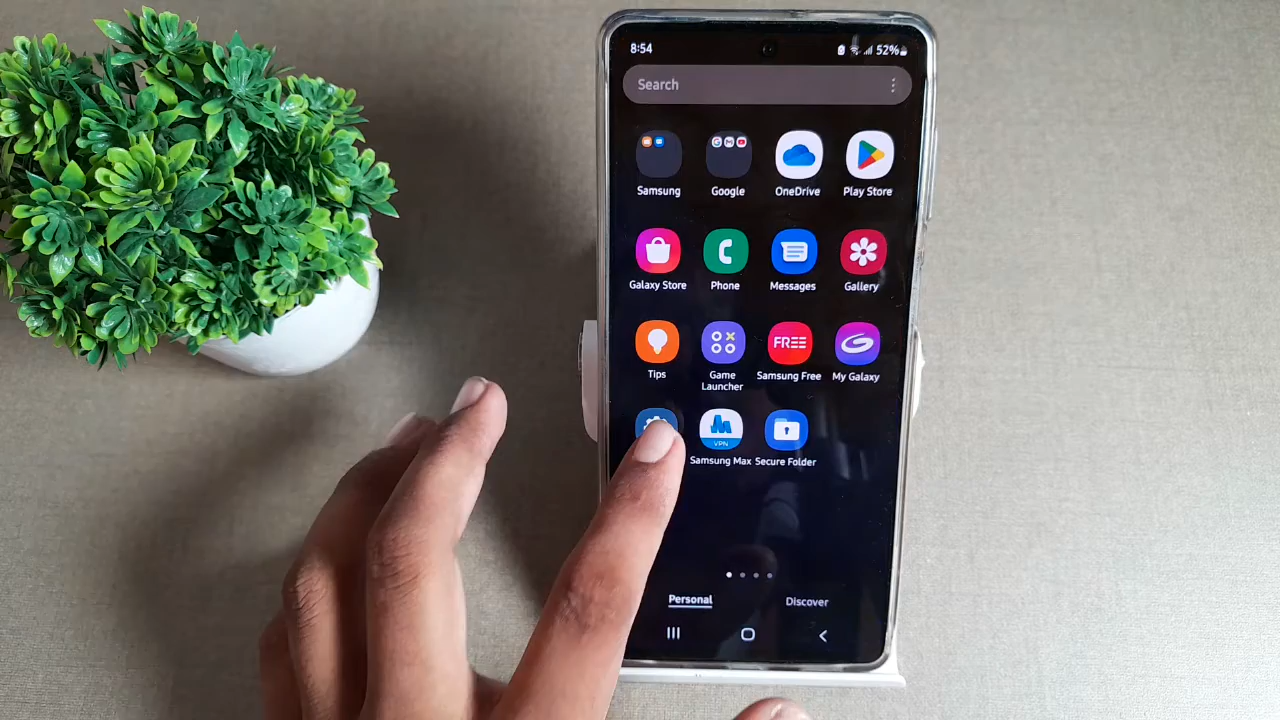 8:54 52%
Search
Samsung Google OneDrive Play Store
Galaxy Store Phone Messages Gallery
FREE
Tips Game Launcher Samsung Free My Galaxy
VPN
Samsung Max Secure Folder
Personal Discover